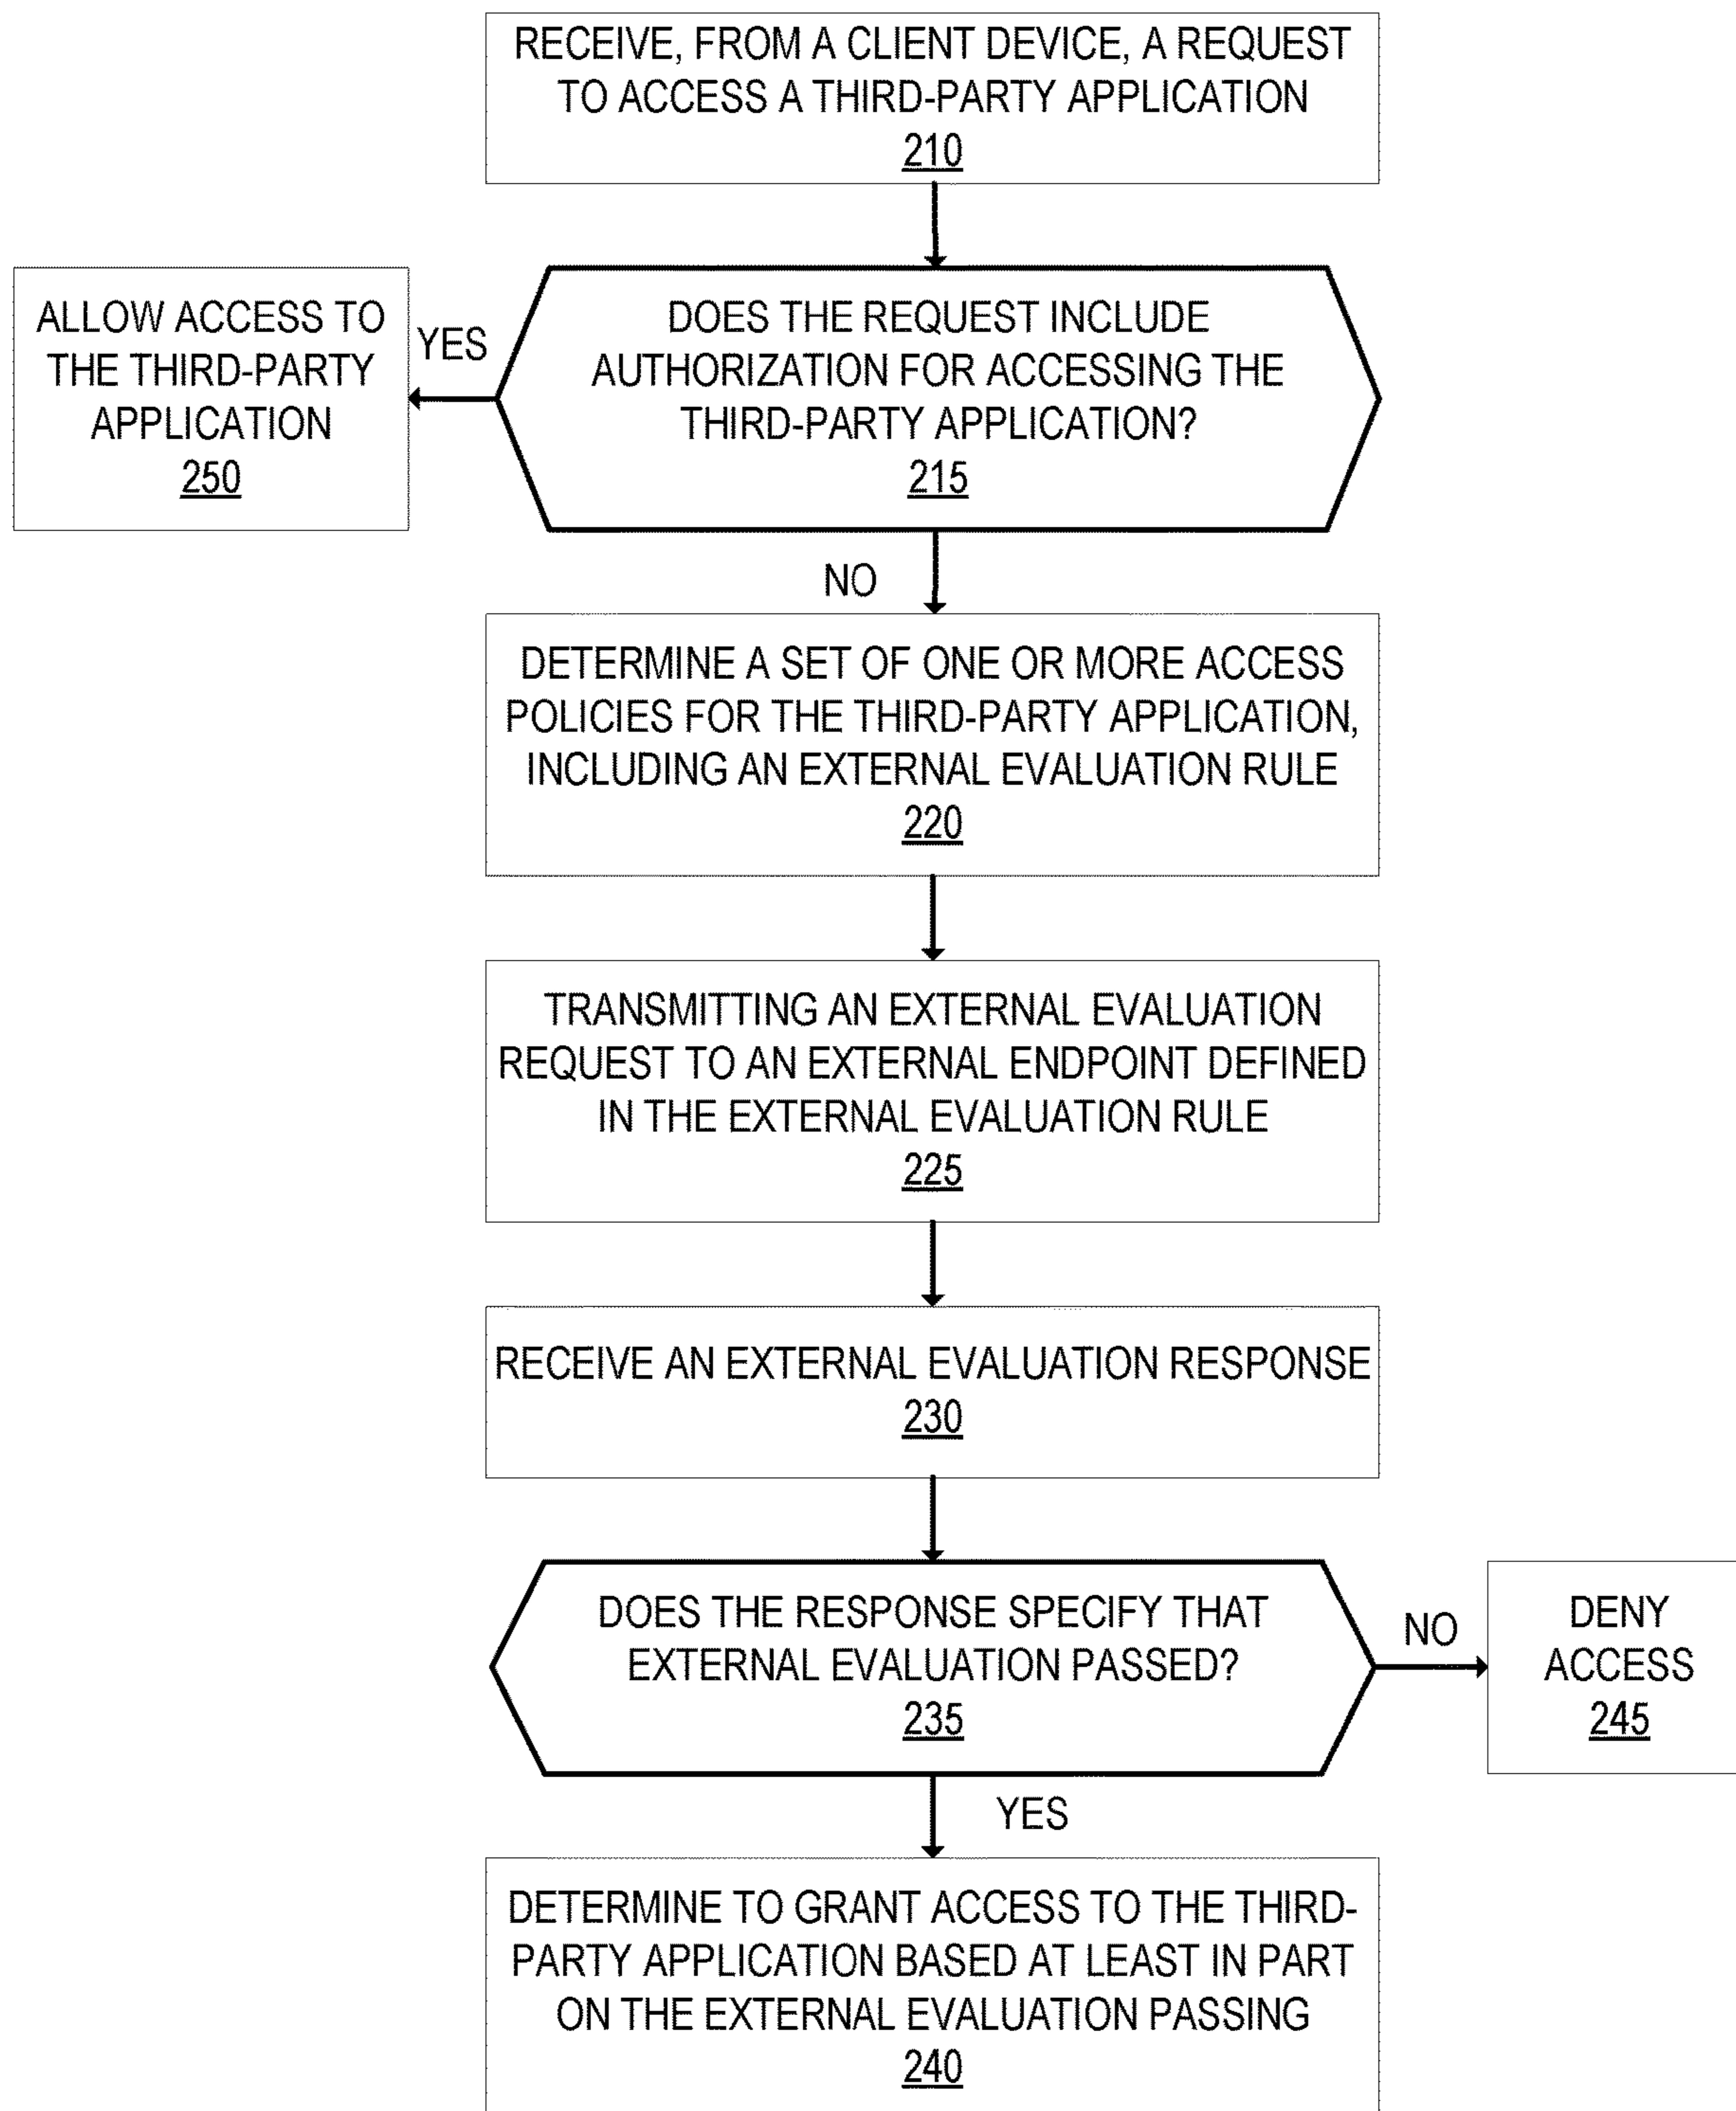 RECEIVE, FROM A CLIENT DEVICE, A REQUEST
TO ACCESS A THIRD-PARTY APPLICATION
210
ALLOW ACCESS TO
THE THIRD-PARTY
APPLICATION
250
YES
DOES THE REQUEST INCLUDE
AUTHORIZATION FOR ACCESSING THE
THIRD-PARTY APPLICATION?
215
NO
DETERMINE A SET OF ONE OR MORE ACCESS
POLICIES FOR THE THIRD-PARTY APPLICATION,
INCLUDING AN EXTERNAL EVALUATION RULE
220
TRANSMITTING AN EXTERNAL EVALUATION
REQUEST TO AN EXTERNAL ENDPOINT DEFINED
IN THE EXTERNAL EVALUATION RULE
225
RECEIVE AN EXTERNAL EVALUATION RESPONSE
230
DOES THE RESPONSE SPECIFY THAT
EXTERNAL EVALUATION PASSED?
235
NO
DENY
ACCESS
245
YES
DETERMINE TO GRANT ACCESS TO THE THIRD-
PARTY APPLICATION BASED AT LEAST IN PART
ON THE EXTERNAL EVALUATION PASSING
240